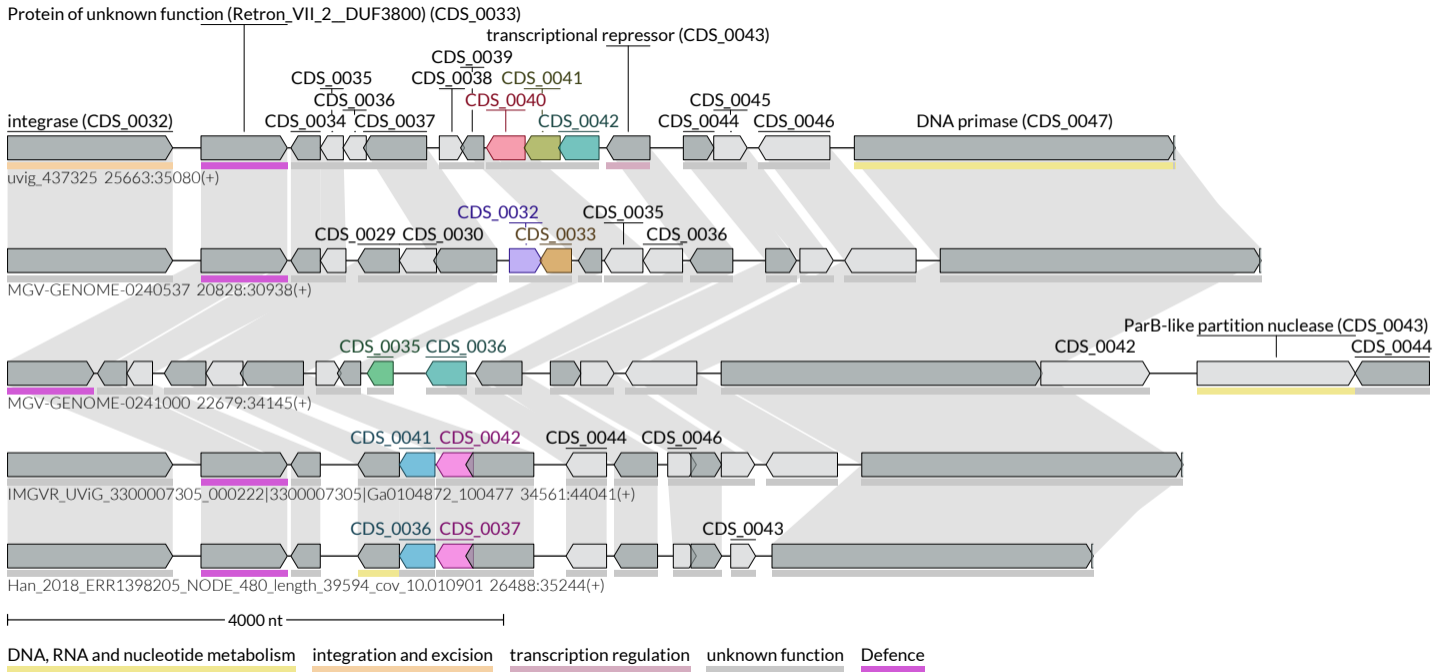 Protein of unknown function (Retron_VII_2__DUF3800) (CDS_0033)
transcriptional repressor (CDS_0043)
CDS_0039
CDS_0035 CDS_0038 CDS_0041
CDS_0036 CDS_0040 CDS_0045
integrase (CDS_0032) CDS_0034 CDS_0037 CDS_0042 CDS_0044 CDS_0046 DNA primase (CDS_0047)
uvig_437325 25663:35080(+)
CDS_0032 CDS_0035
CDS_0029 CDS_0030 CDS_0033 CDS_0036
MGV-GENOME-0240537 20828:30938(+)
ParB-like partition nuclease (CDS_0043)
CDS_0035 CDS_0036 CDS_0042 CDS_0044
MGV-GENOME-0241000 22679:34145(+)
CDS_0041 CDS_0042 CDS_0044 CDS_0046
IMGVR_UViG_3300007305_000222|3300007305|Ga0104872_100477 34561:44041(+)
CDS_0036 CDS_0037 CDS_0043
Han_2018_ERR1398205_NODE_480_length_39594_cov_10.010901 26488:35244(+)
4000 nt
DNA, RNA and nucleotide metabolism integration and excision transcription regulation unknown function Defence